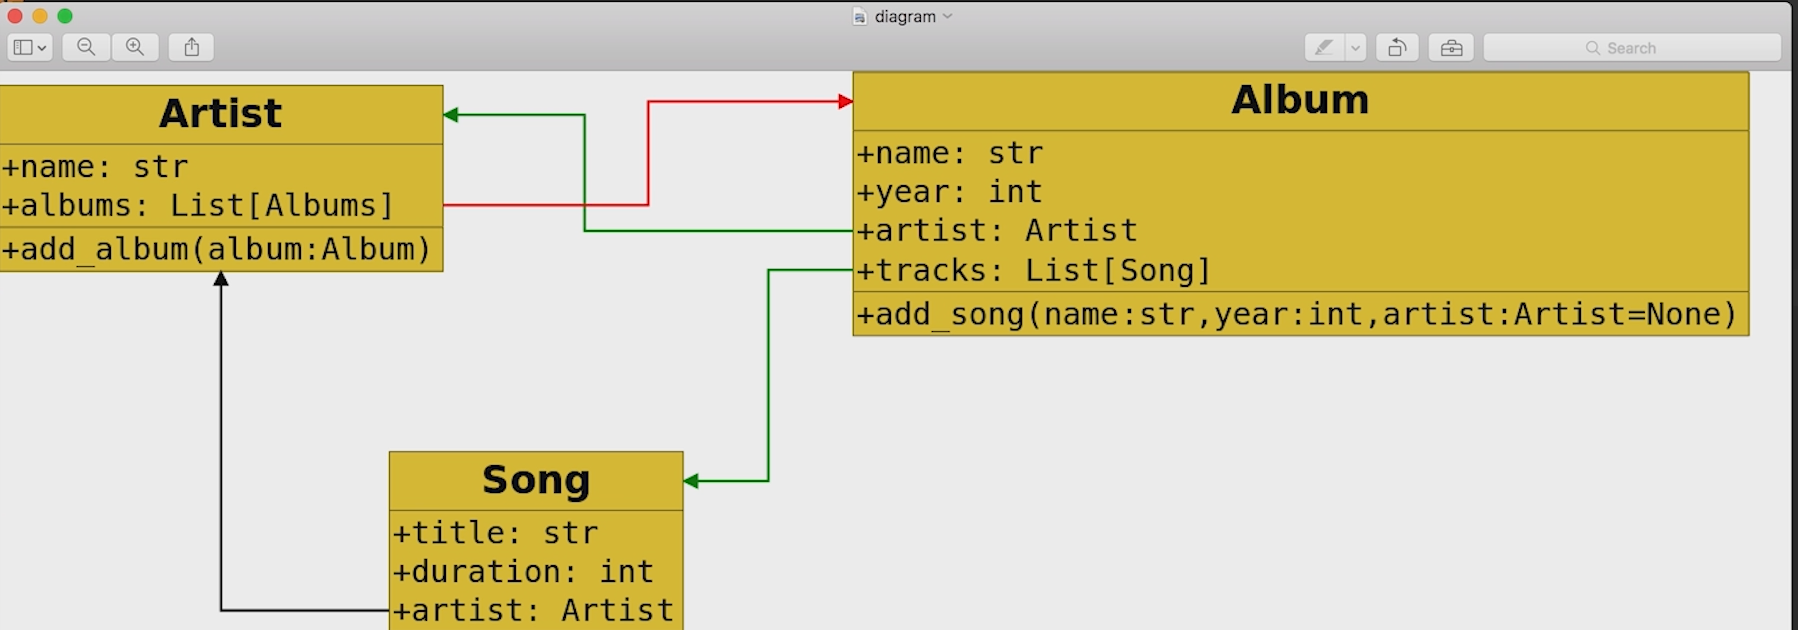 diagram
Search
Artist
+name: str
+albums: List[Albums]
+add_album(album:Album)
Album
+name: str
+year: int
+artist: Artist
+tracks: List[Song]
+add_song(name:str,year:int,artist:Artist=None)
Song
+title: str
+duration: int
+artist: Artist